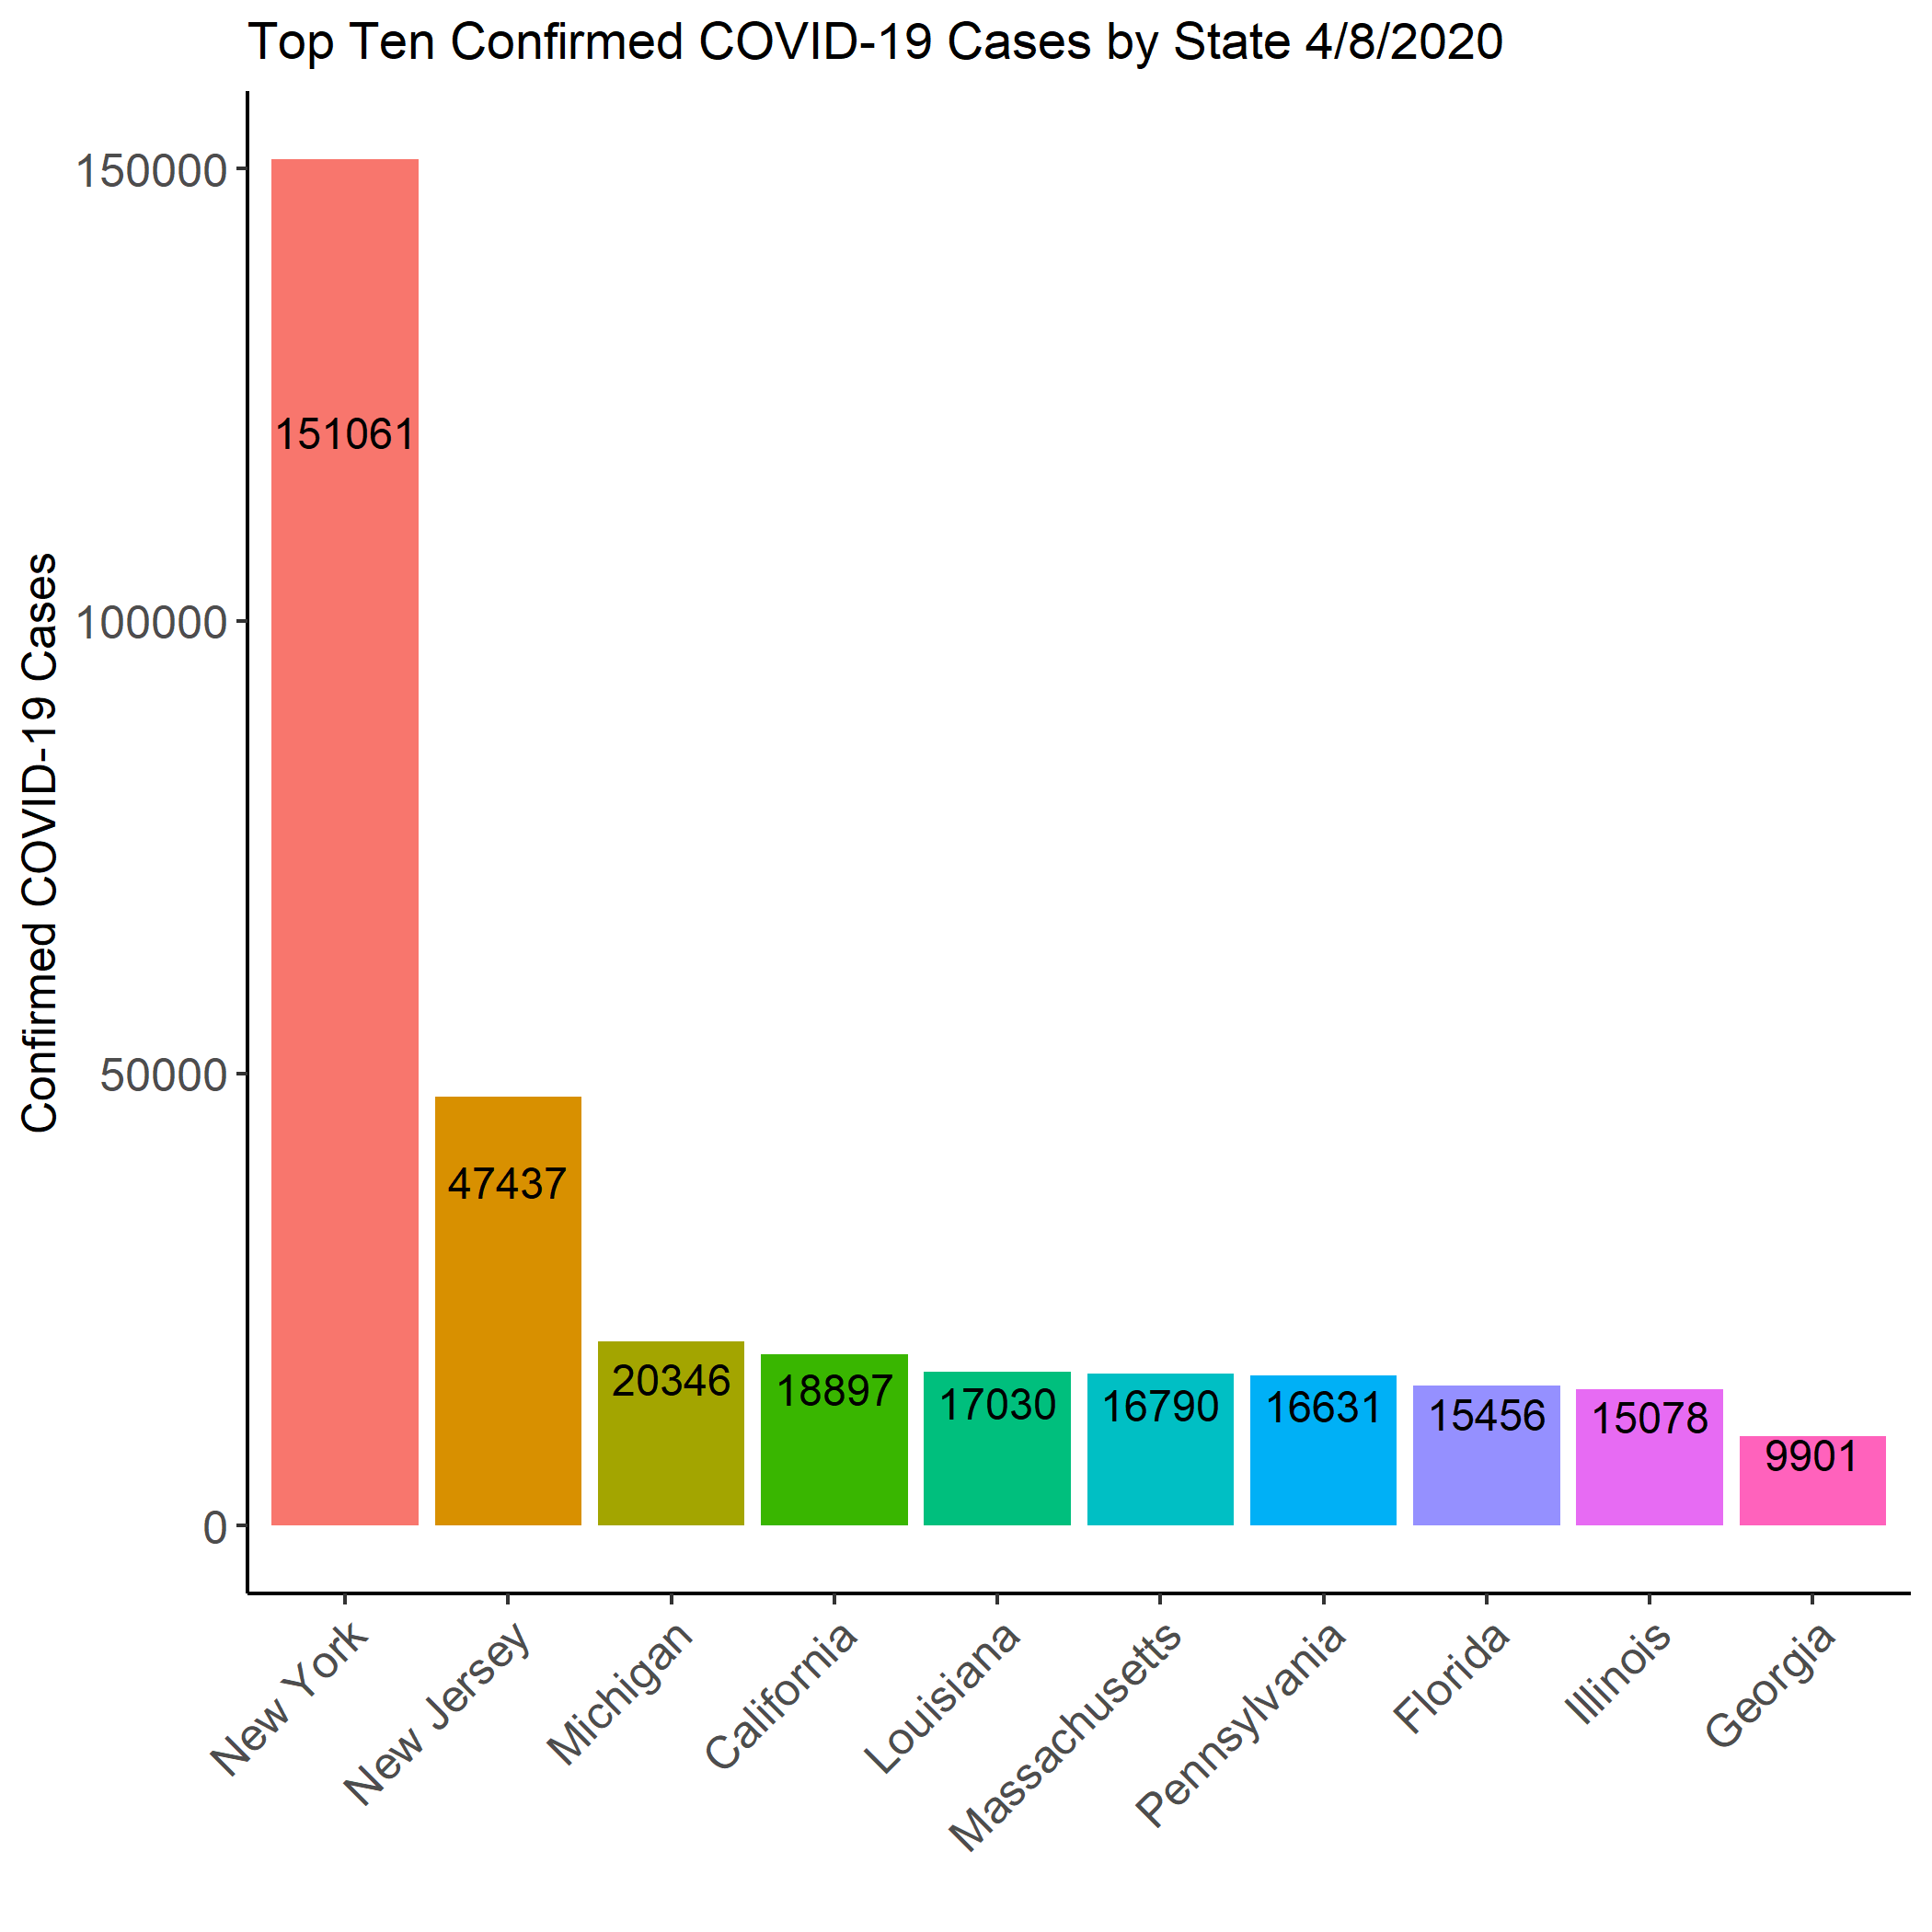 Top Ten Confirmed COVID-19 Cases by State 4/8/2020
Confirmed COVID-19 Cases
150000
100000
50000
0
151061
47437
20346
18897
17030
16790
16631
15456
15078
9901
New York
New Jersey
Michigan
California
Louisiana
Massachusetts
Pennsylvania
Florida
Illinois
Georgia